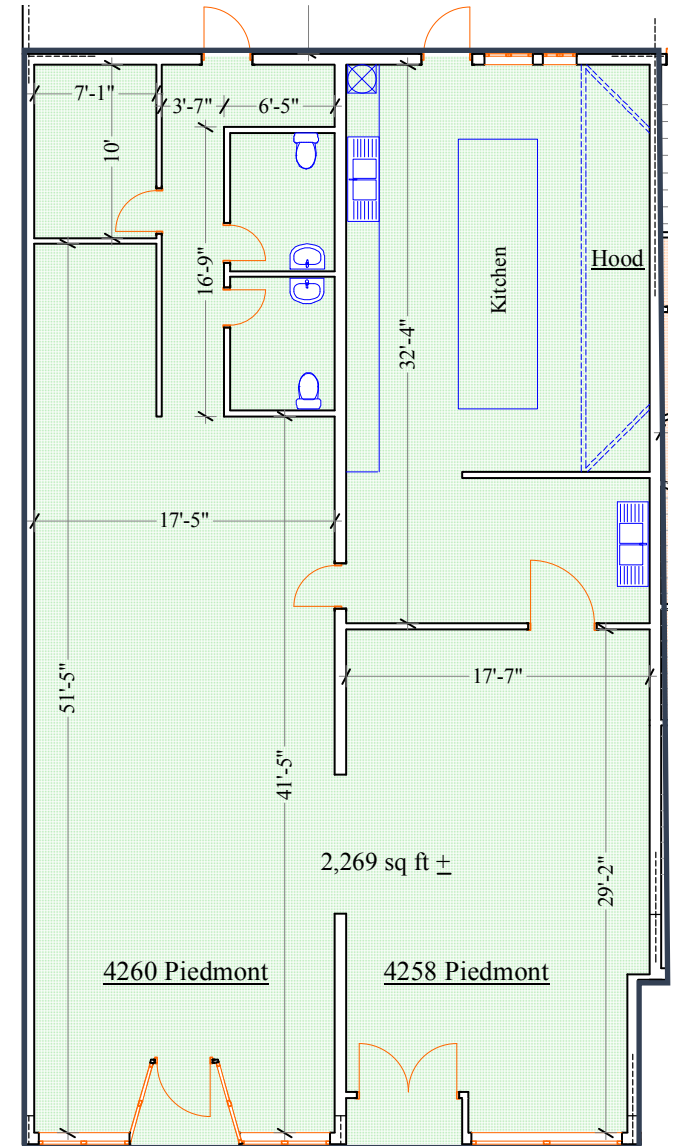 7'-1"
3'-7"
6'-5"
10'
16'-9"
Hood
Kitchen
32'-4"
17'-5"
17'-7"
51'-5"
41'-5"
2,269 sq ft ±
29'-2"
4260 Piedmont
4258 Piedmont